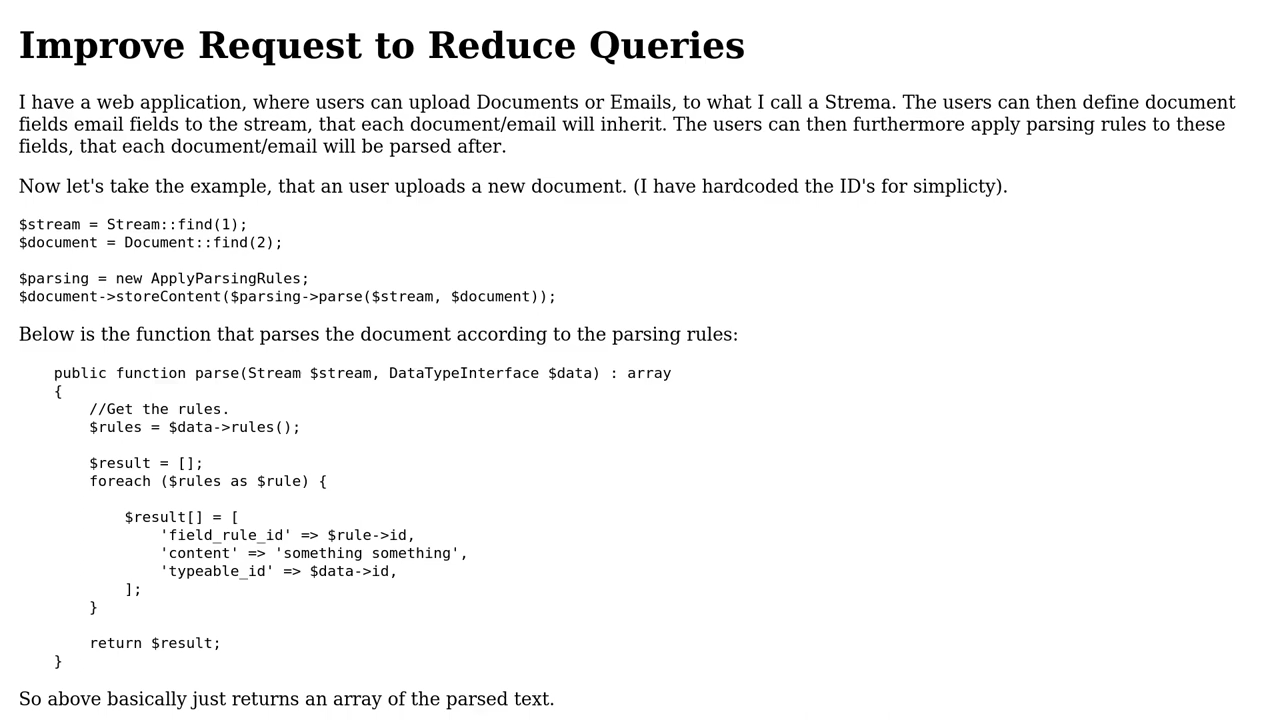 Improve Request to Reduce Queries
I have a web application, where users can upload Documents or Emails, to what I call a Strema. The users can then define document
fields email fields to the stream, that each document/email will inherit. The users can then furthermore apply parsing rules to these
fields, that each document/email will be parsed after.
Now let's take the example, that an user uploads a new document. (I have hardcoded the ID's for simplicty).
$stream = Stream::find(1);
$document = Document::find(2);
$parsing = new ApplyParsingRules;
$document->storeContent($parsing->parse($stream, $document));
Below is the function that parses the document according to the parsing rules:
    public function parse(Stream $stream, DataTypeInterface $data) : array
    {
        //Get the rules.
        $rules = $data->rules();
        $result = [];
        foreach ($rules as $rule) {
            $result[] = [
                'field_rule_id' => $rule->id,
                'content' => 'something something',
                'typeable_id' => $data->id,
            ];
        }
        return $result;
    }
So above basically just returns an array of the parsed text.